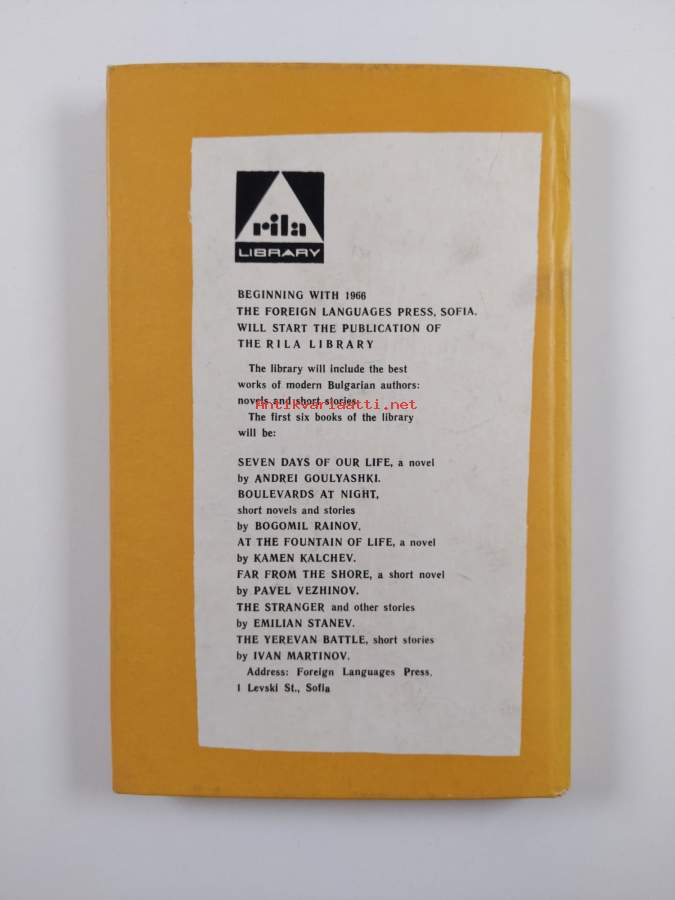 rila
LIBRARY
BEGINNING WITH 1966
THE FOREIGN LANGUAGES PRESS, SOFIA,
WILL START THE PUBLICATION OF
THE RILA LIBRARY
The library will include the best
works of modern Bulgarian authors:
novels and short stories.
Antikvariaatti.net
The first six books of the library
will be:
SEVEN DAYS OF OUR LIFE, a novel
by ANDREI GOULYASHKI.
BOULEVARDS AT NIGHT,
short novels and stories
by BOGOMIL RAINOV.
AT THE FOUNTAIN OF LIFE, a novel
by KAMEN KALCHEV.
FAR FROM THE SHORE, a short novel
by PAVEL VEZHINOV.
THE STRANGER and other stories
by EMILIAN STANEV.
THE YEREVAN BATTLE, short stories
by IVAN MARTINOV.
Address: Foreign Languages Press,
1 Levski St., Sofia